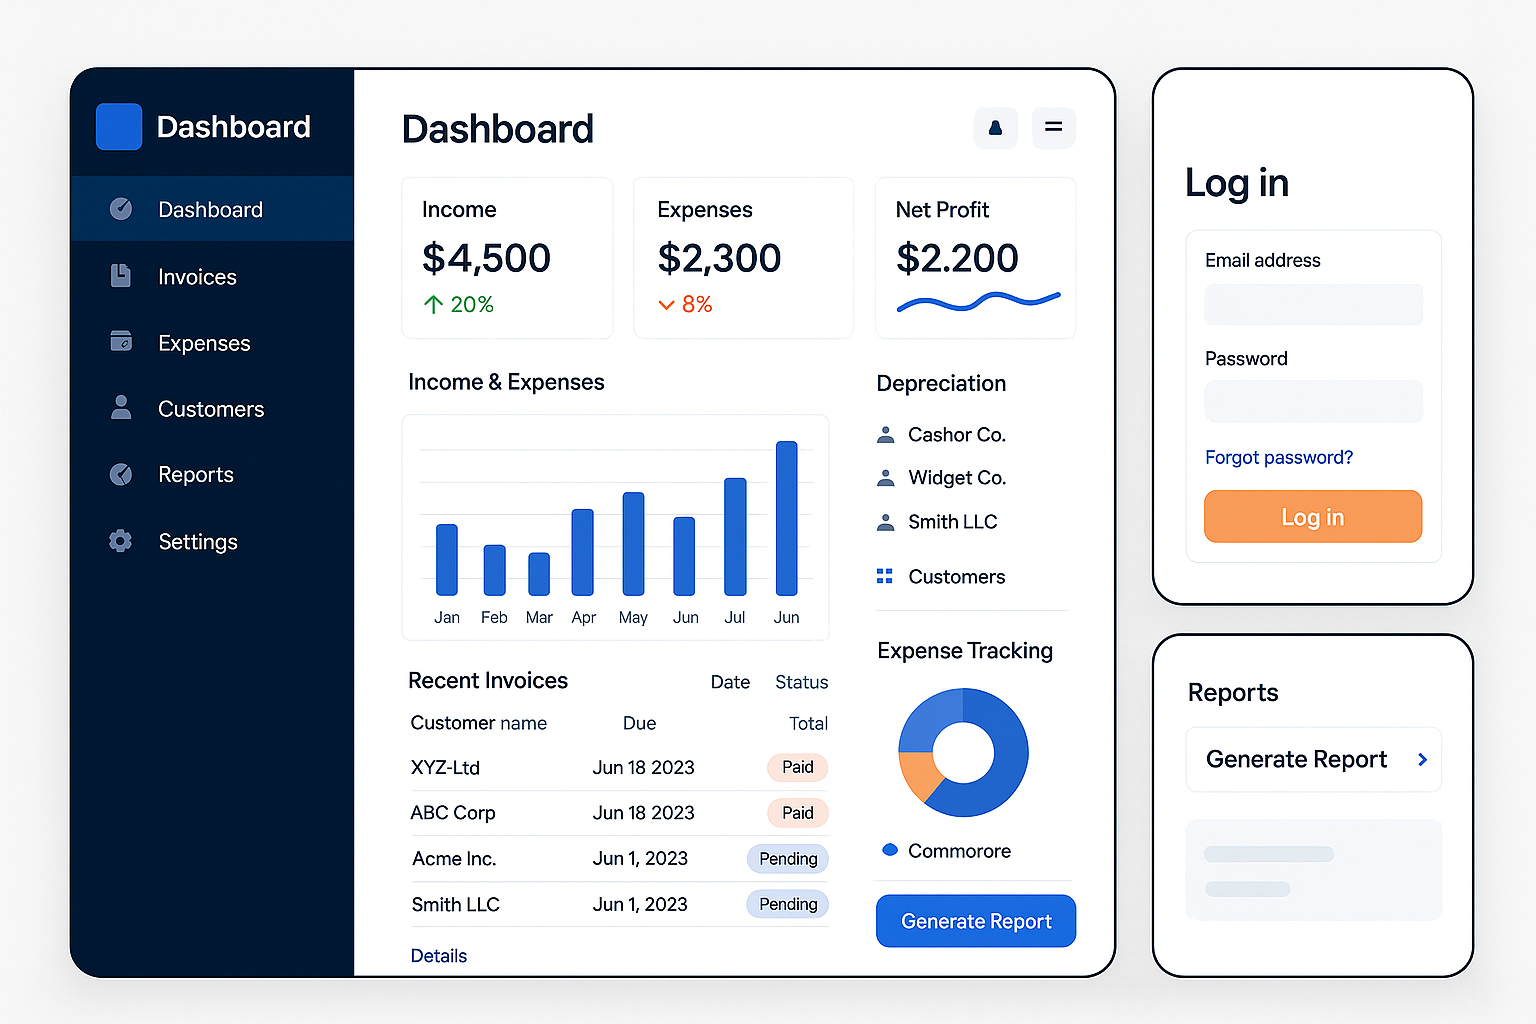 Dashboard
Dashboard
Invoices
Expenses
Customers
Reports
Settings
Dashboard
Income
$4,500
20%
Expenses
$2,300
8%
Net Profit
$2.200
Income & Expenses
Jan Feb Mar Apr May Jun Jul Jun
Depreciation
Cashor Co.
Widget Co.
Smith LLC
Customers
Recent Invoices Date Status
Customer name Due Total
XYZ-Ltd Jun 18 2023 Paid
ABC Corp Jun 18 2023 Paid
Acme Inc. Jun 1, 2023 Pending
Smith LLC Jun 1, 2023 Pending
Details
Expense Tracking
Commorore
Generate Report
Log in
Email address
Password
Forgot password?
Log in
Reports
Generate Report